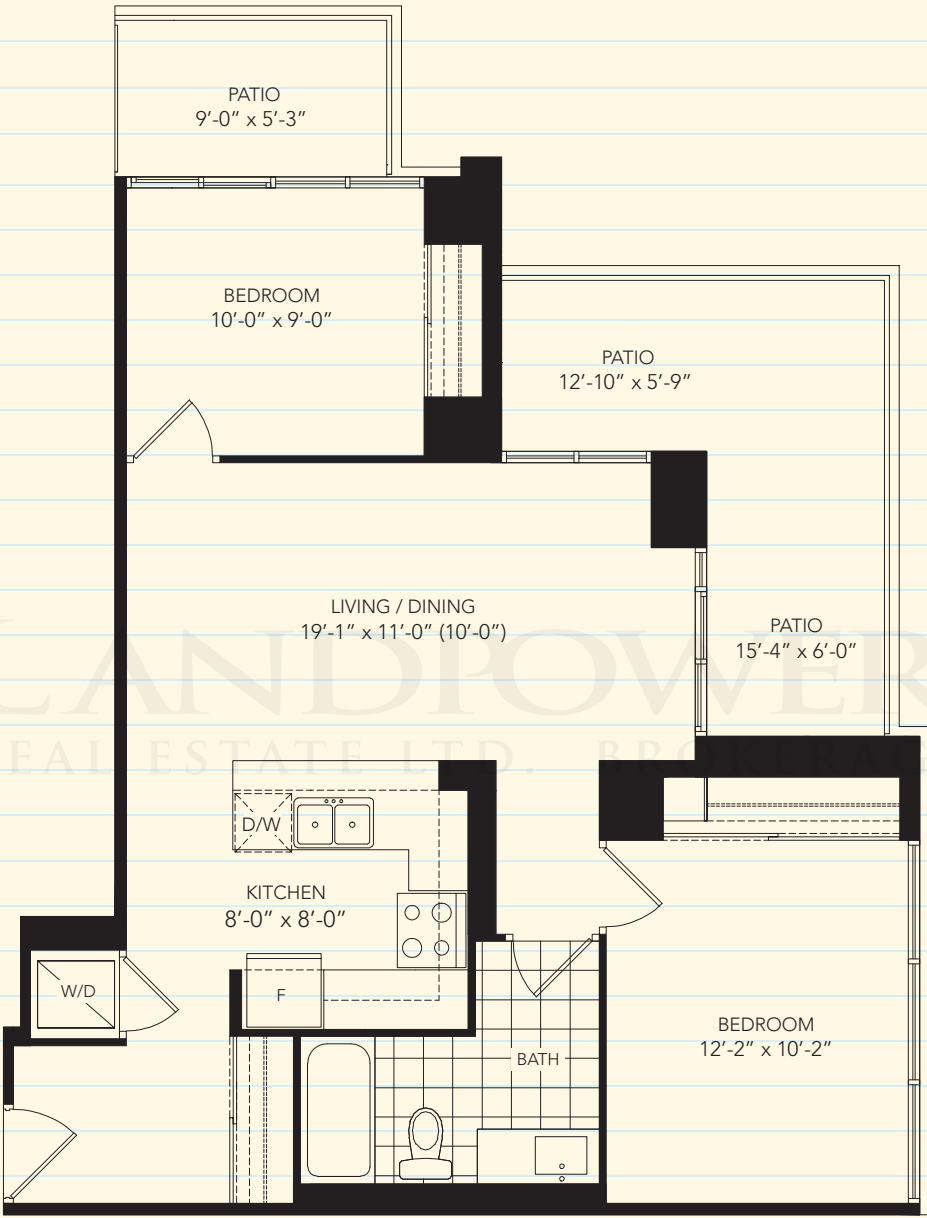 PATIO
9’-0” x 5’-3”
BEDROOM
10’-0” x 9’-0”
PATIO
12’-10” x 5’-9”
LIVING / DINING
19’-1” x 11’-0” (10’-0”)
PATIO
15’-4” x 6’-0”
LANDPOWER
REAL ESTATE LTD. BROKERAG
D/W
KITCHEN
8’-0” x 8’-0”
W/D
F
BEDROOM
12’-2” x 10’-2”
BATH